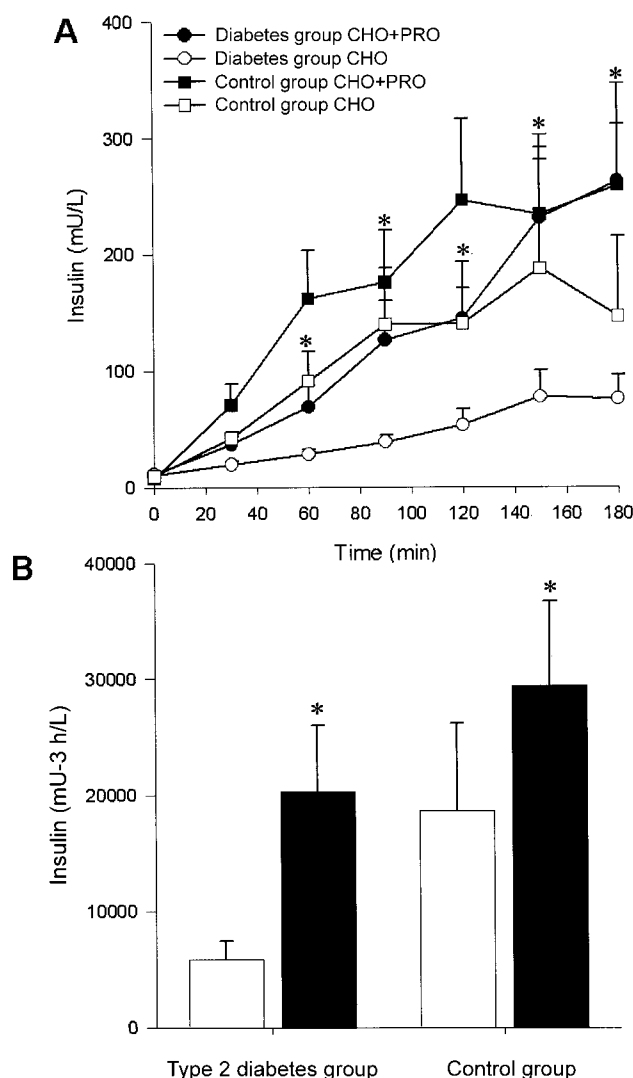 A
400
300
200
100
0
Insulin (mU/L)
Diabetes group CHO+PRO
Diabetes group CHO
Control group CHO+PRO
Control group CHO
*
*
*
*
*
0 20 40 60 80 100 120 140 160 180
Time (min)
B
40000
30000
20000
10000
0
Insulin (mU-3 h/L)
*
*
Type 2 diabetes group Control group